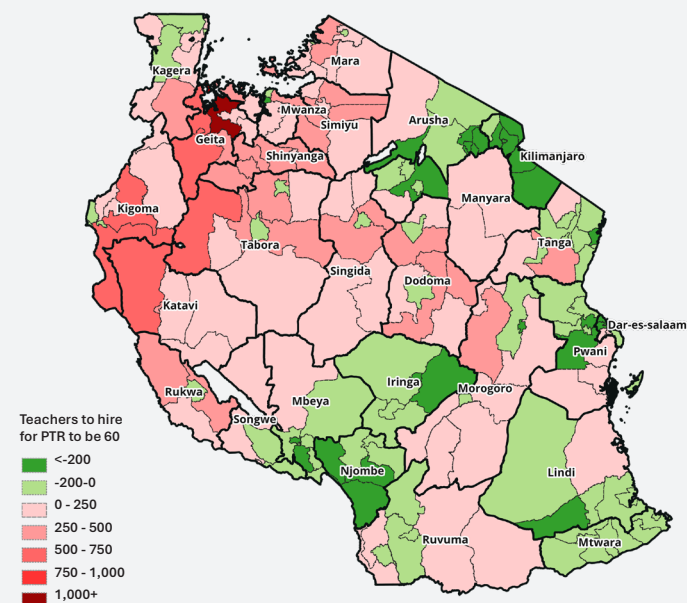 Kagera
Mara
Mwanza
Simiyu
Geita
Arusha
Shinyanga
Kilimanjaro
Kigoma
Manyara
Tabora
Tanga
Singida
Dodoma
Katavi
Dar-es-salaam
Pwani
Iringa
Morogoro
Rukwa
Mbeya
Songwe
Njombe
Lindi
Ruvuma
Mtwara
Teachers to hire
for PTR to be 60
<-200
-200-0
0 - 250
250 - 500
500 - 750
750 - 1,000
1,000+